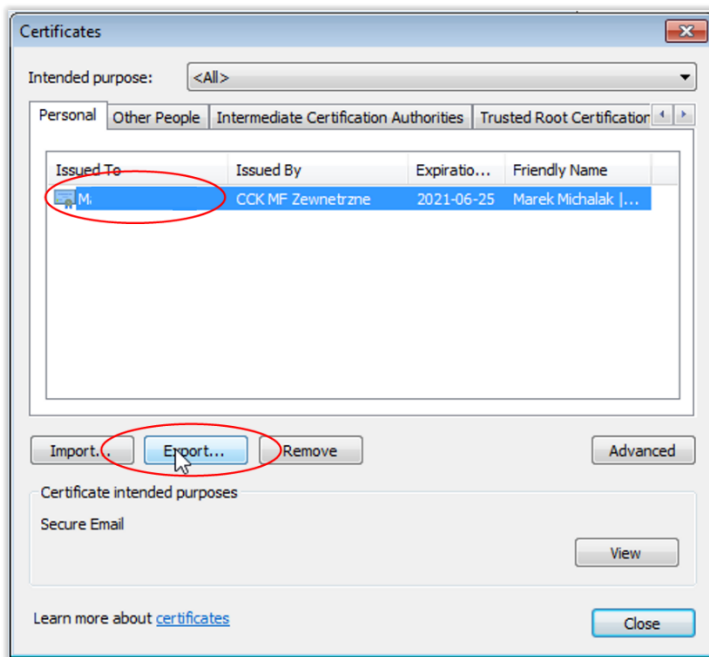 Certificates
Intended purpose: <All>
Personal Other People Intermediate Certification Authorities Trusted Root Certification
Issued To Issued By Expiratio... Friendly Name
M CCK MF Zewnetrzne 2021-06-25 Marek Michalak |...
Import... Export... Remove Advanced
Certificate intended purposes
Secure Email
View
Learn more about certificates
Close